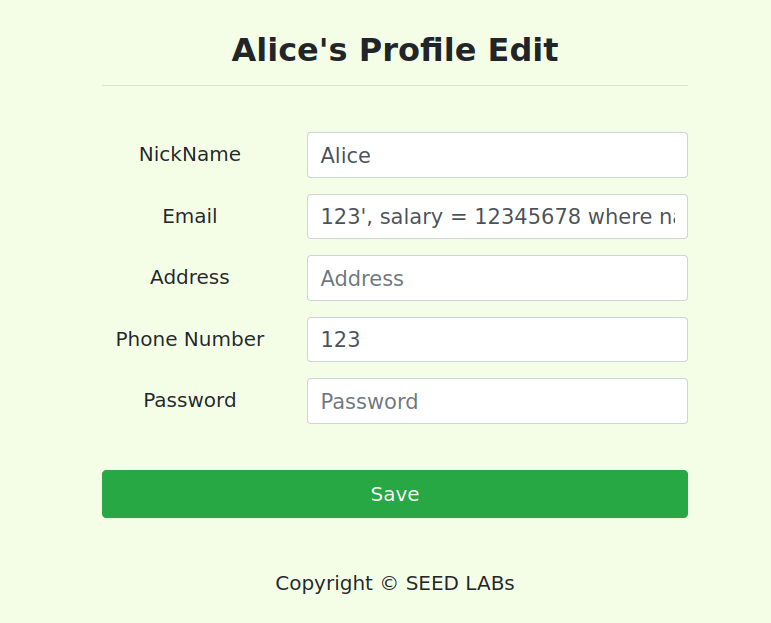 Alice's Profile Edit
NickName Alice
Email 123', salary = 12345678 where
Address Address
Phone Number 123
Password Password
Save
Copyright © SEED LABs